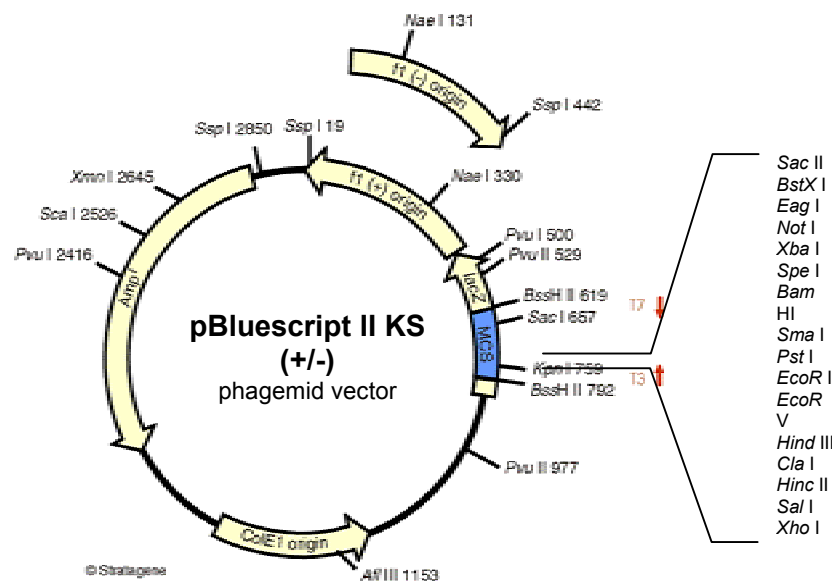 Nae I 131
f1 (-) origin
Ssp I 442
Ssp I 2850
Ssp I 19
Xmn I 2645
f1 (+) origin
Nae I 330
Sca I 2526
Pvu I 2416
Amp r
Pvu I 500
Pvu II 529
lacZ
BssH II 619
Sac I 657
MCS
Kpn I 759
BssH II 792
T7
T3
pBluescript II KS
(+/-)
phagemid vector
Pvu II 977
ColE1 origin
Afl III 1153
© Stratagene
Sac II
BstX I
Eag I
Not I
Xba I
Spe I
Bam
HI
Sma I
Pst I
EcoR I
EcoR
V
Hind III
Cla I
Hinc II
Sal I
Xho I